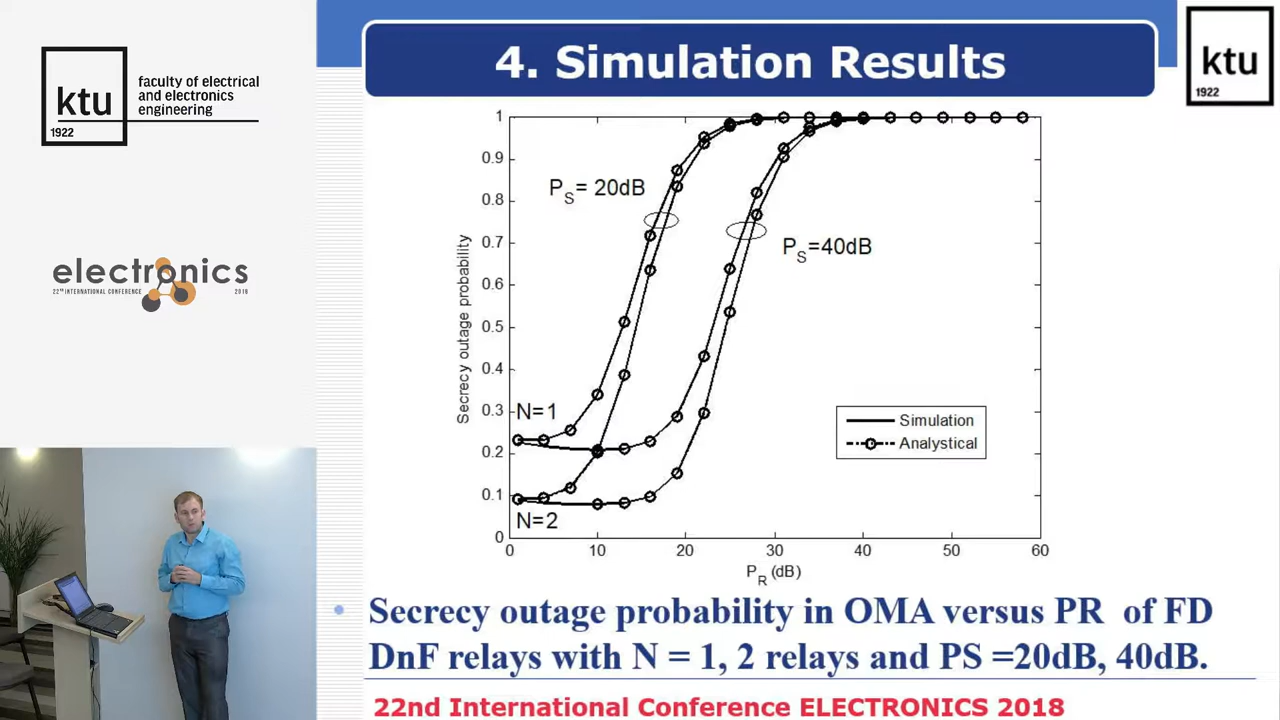 ktu
1922
faculty of electrical
and electronics
engineering
electronics
22TH INTERNATIONAL CONFERENCE 2018
4. Simulation Results
ktu
1922
1
0.9
0.8
0.7
0.6
0.5
0.4
0.3
0.2
0.1
0
Secrecy outage probability
PS= 20dB
PS=40dB
N=1
N=2
Simulation
Analystical
0 10 20 30 40 50 60
PR (dB)
• Secrecy outage probability in OMA versus PR of FD
DnF relays with N = 1, 2 relays and PS =20dB, 40dB.
22nd International Conference ELECTRONICS 2018